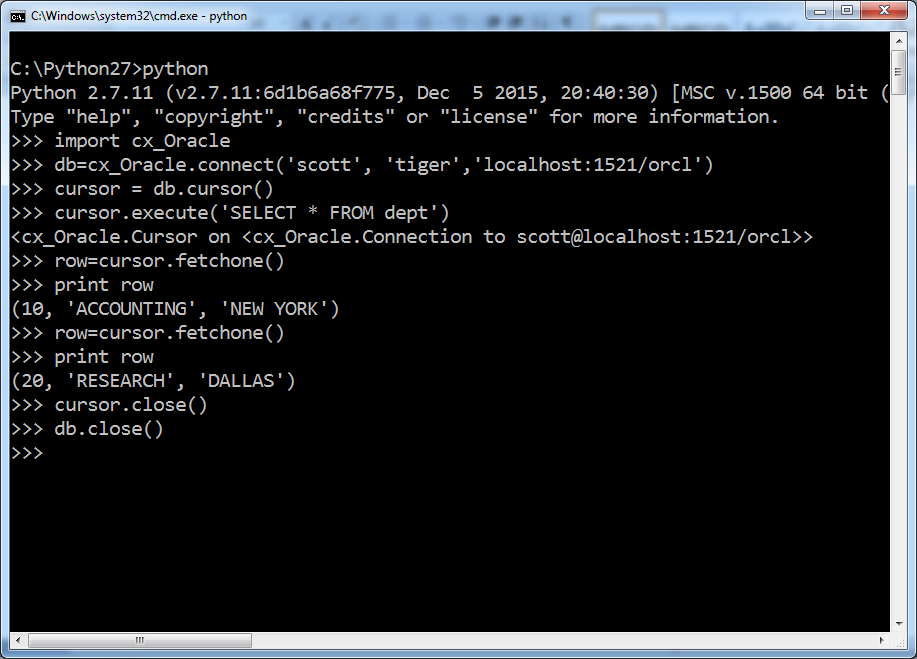 C:\Windows\system32\cmd.exe - python
C:\Python27>python
Python 2.7.11 (v2.7.11:6d1b6a68f775, Dec  5 2015, 20:40:30) [MSC v.1500 64 bit (
Type "help", "copyright", "credits" or "license" for more information.
>>> import cx_Oracle
>>> db=cx_Oracle.connect('scott', 'tiger','localhost:1521/orcl')
>>> cursor = db.cursor()
>>> cursor.execute('SELECT * FROM dept')
<cx_Oracle.Cursor on <cx_Oracle.Connection to scott@localhost:1521/orcl>>
>>> row=cursor.fetchone()
>>> print row
(10, 'ACCOUNTING', 'NEW YORK')
>>> row=cursor.fetchone()
>>> print row
(20, 'RESEARCH', 'DALLAS')
>>> cursor.close()
>>> db.close()
>>>